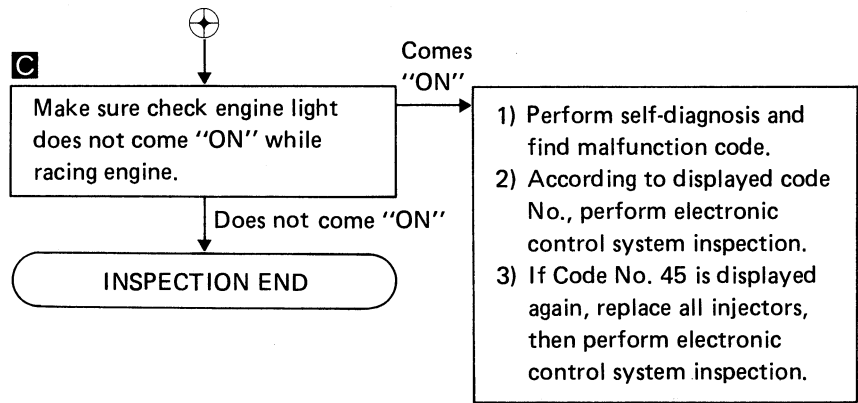 C
Make sure check engine light
does not come "ON" while
racing engine.
Comes
"ON"
Does not come "ON"
INSPECTION END
1) Perform self-diagnosis and
find malfunction code.
2) According to displayed code
No., perform electronic
control system inspection.
3) If Code No. 45 is displayed
again, replace all injectors,
then perform electronic
control system inspection.